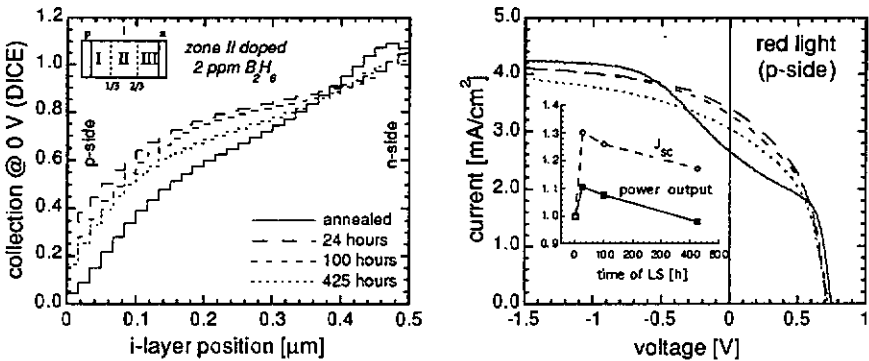 collection @ 0 V (DICE)
1.2
1.0
0.8
0.6
0.4
0.2
0.0
p i n
I II III
1/3 2/3
zone II doped
2 ppm B2H6
p-side
n-side
annealed
24 hours
100 hours
425 hours
0 0.1 0.2 0.3 0.4 0.5
i-layer position [µm]
current [mA/cm²]
5.0
4.0
3.0
2.0
1.0
0.0
red light
(p-side)
1.4
1.3
1.2
1.1
1.0
0.9
JSC
power output
0 100 200 300 400 500
time of LS [h]
-1.5 -1 -0.5 0 0.5 1
voltage [V]